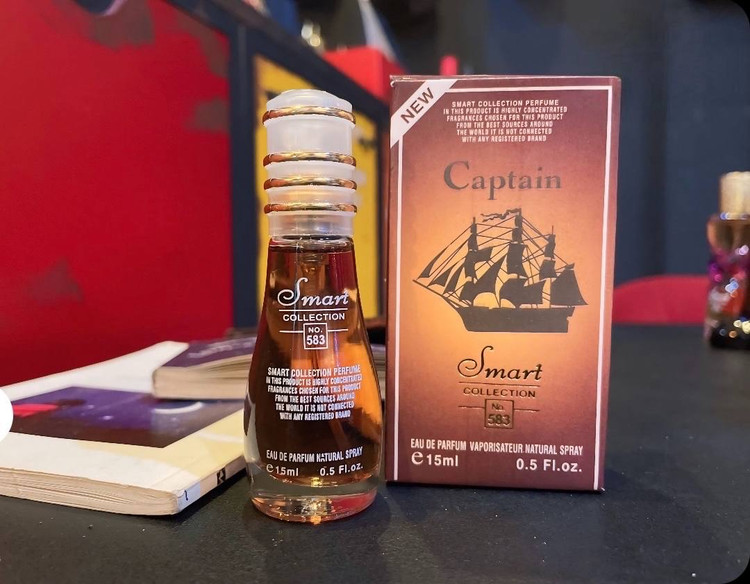 Smart
COLLECTION
NO.
583
SMART COLLECTION PERFUME
IN THIS PRODUCT IS HIGHLY CONCENTRATED
FRAGRANCES CHOSEN FOR THIS PRODUCT
FROM THE BEST SOURCES AROUND
THE WORLD IT IS NOT CONNECTED
WITH ANY REGISTERED BRAND
EAU DE PARFUM NATURAL SPRAY
e15ml 0.5 Fl.oz.
NEW
SMART COLLECTION PERFUME
IN THIS PRODUCT IS HIGHLY CONCENTRATED
FRAGRANCES CHOSEN FOR THIS PRODUCT
FROM THE BEST SOURCES AROUND
THE WORLD IT IS NOT CONNECTED
WITH ANY REGISTERED BRAND
Captain
Smart
COLLECTION
No.
583
EAU DE PARFUM VAPORISATEUR NATURAL SPRAY
e15ml 0.5 Fl.oz.